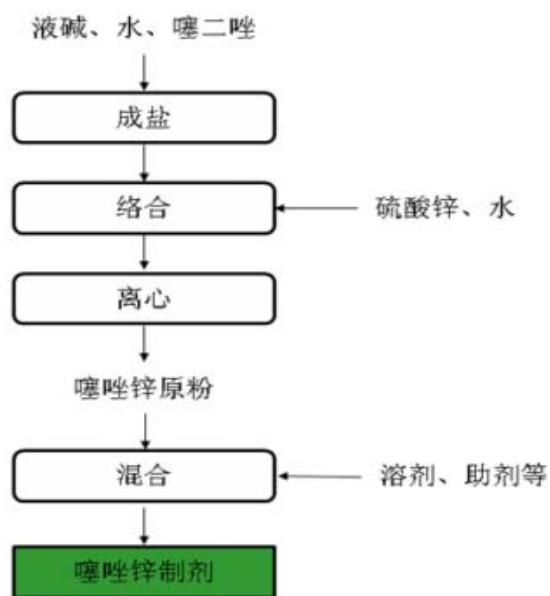 液碱、水、噻二唑
成盐
络合
硫酸锌、水
离心
噻唑锌原粉
混合
溶剂、助剂等
噻唑锌制剂